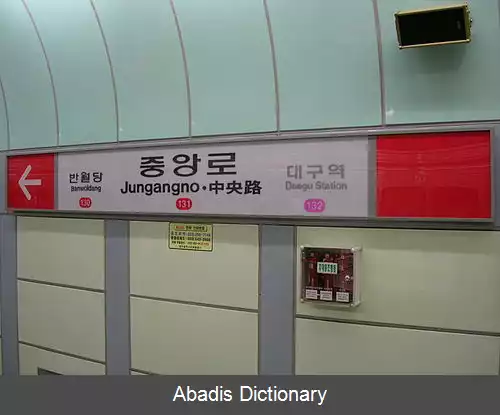 반월당
Banwoldang
130
중앙로
Jungangno·中央路
131
대구역
Daegu Station
132
Abadis Dictionary